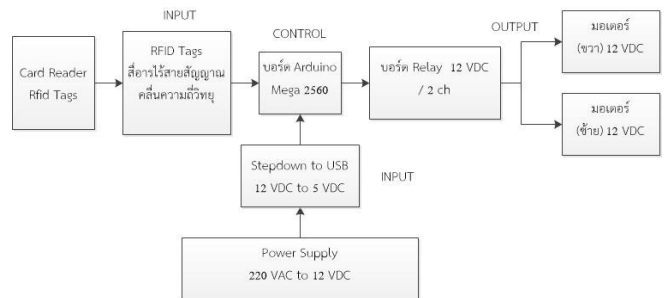 INPUT
CONTROL
OUTPUT
Card Reader
Rfid Tags
RFID Tags
สื่อารไร้สายสัญญาณ
คลื่นความถี่วิทยุ
บอร์ด Arduino
Mega 2560
บอร์ด Relay 12 VDC
/ 2 ch
มอเตอร์
(ขวา) 12 VDC
มอเตอร์
(ซ้าย) 12 VDC
Stepdown to USB
12 VDC to 5 VDC
INPUT
Power Supply
220 VAC to 12 VDC